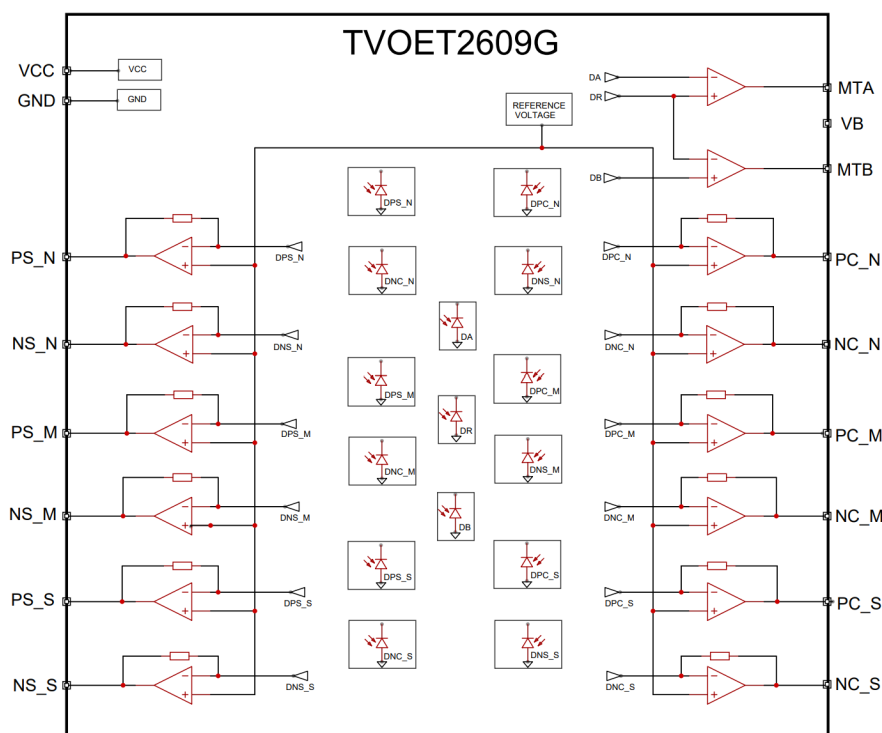 TVOET2609G
VCC
VCC
GND
GND
REFERENCE
VOLTAGE
DA
DR
MTA
VB
DB
MTB
DPS_N
DPC_N
PS_N
DPS_N
DNC_N
DNS_N
DPC_N
PC_N
NS_N
DNS_N
DA
DNC_N
NC_N
DPS_M
DPC_M
PS_M
DPS_M
DR
DPC_M
PC_M
DNC_M
DNS_M
NS_M
DNS_M
DB
DNC_M
NC_M
DPS_S
DPC_S
PS_S
DPS_S
DPC_S
PC_S
DNC_S
DNS_S
NS_S
DNS_S
DNC_S
NC_S